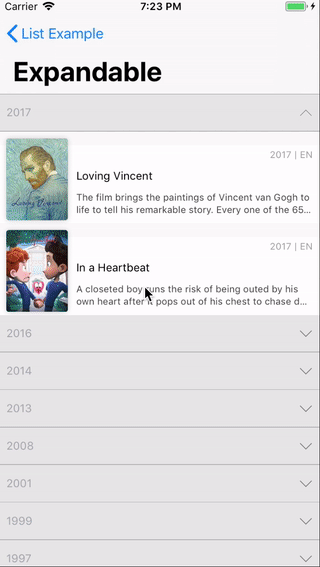 Carrier 7:23 PM
List Example
Expandable
2017
2017 | EN
Loving Vincent
The film brings the paintings of Vincent van Gogh to
life to tell his remarkable story. Every one of the 65...
2017 | EN
In a Heartbeat
A closeted boy runs the risk of being outed by his
own heart after it pops out of his chest to chase d...
2016
2014
2013
2008
2001
1999
1997